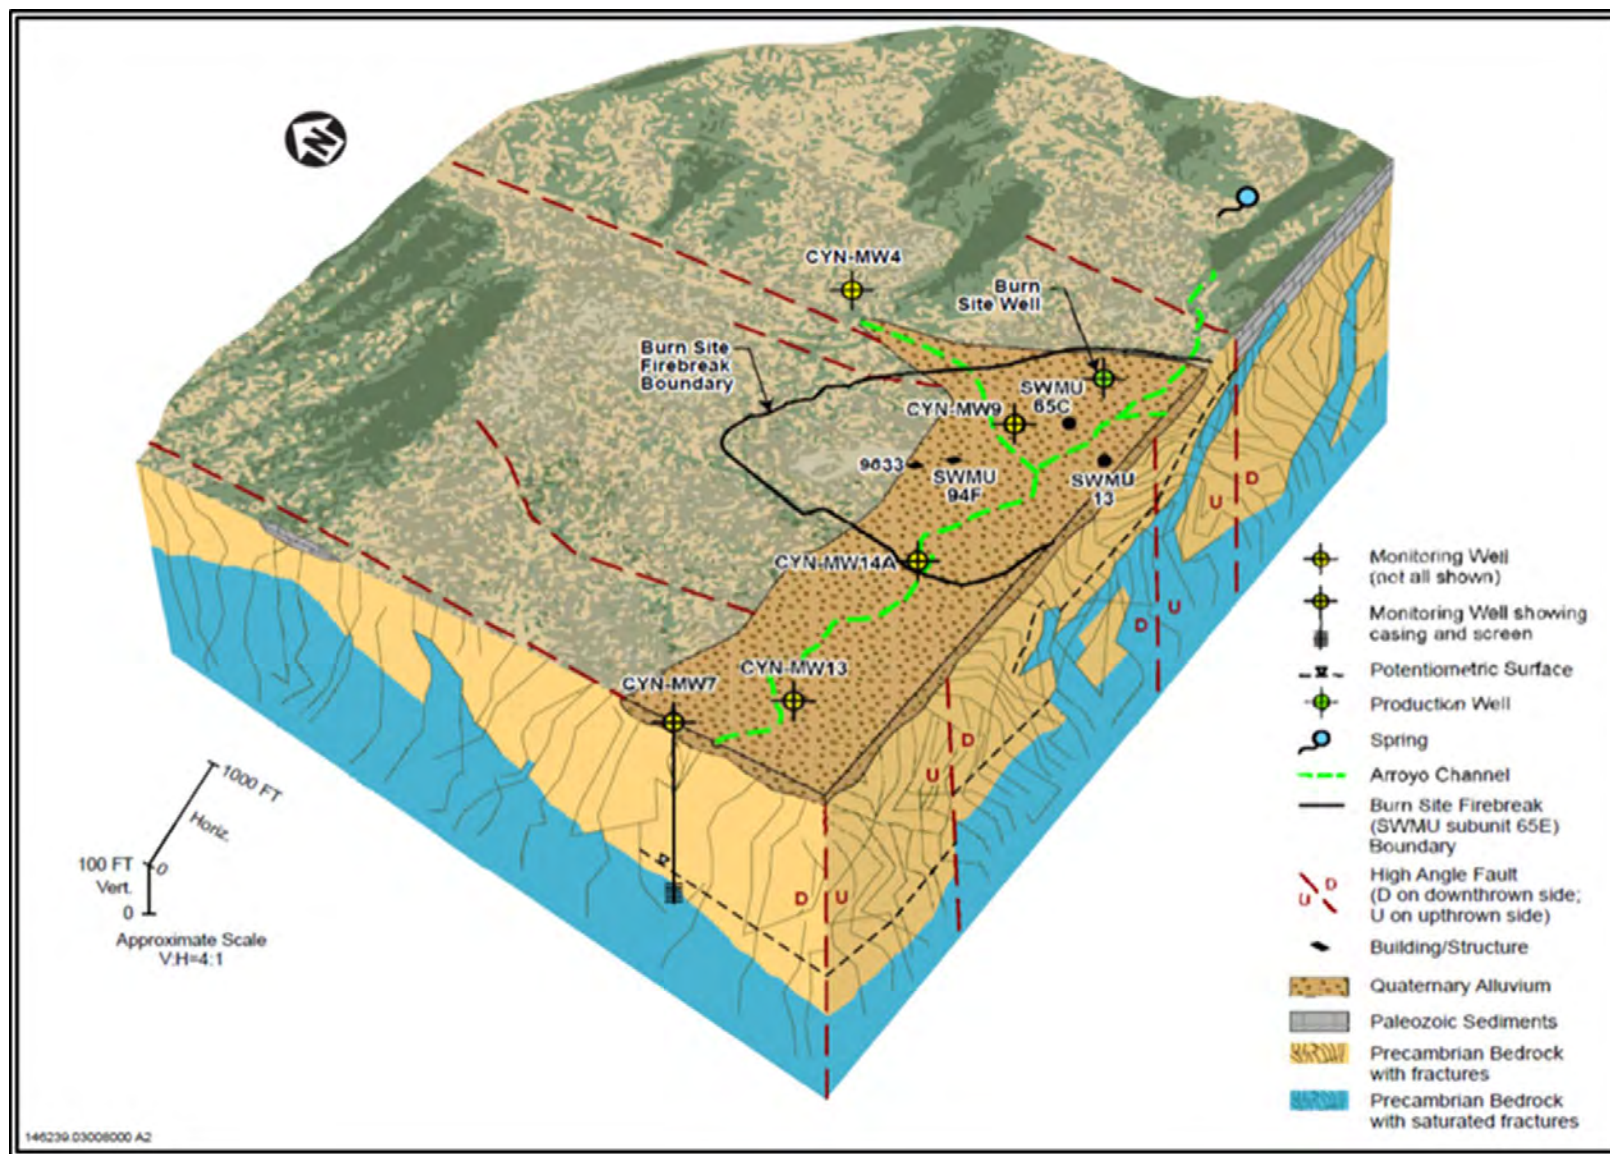 N
CYN-MW4
Burn
Site Well
Burn Site
Firebreak
Boundary
SWMU
65C
CYN-MW9
9833
SWMU
94F
SWMU
13
CYN-MW14A
CYN-MW13
CYN-MW7
U
D
D
U
U
D
D
U
1000 FT
Horiz.
0
100 FT
Vert.
0
Approximate Scale
V:H=4:1
Monitoring Well
(not all shown)
Monitoring Well showing
casing and screen
Potentiometric Surface
Production Well
Spring
Arroyo Channel
Burn Site Firebreak
(SWMU subunit 65E)
Boundary
U
D
High Angle Fault
(D on downthrown side;
U on upthrown side)
Building/Structure
Quaternary Alluvium
Paleozoic Sediments
Precambrian Bedrock
with fractures
Precambrian Bedrock
with saturated fractures
146239.03008000 A2